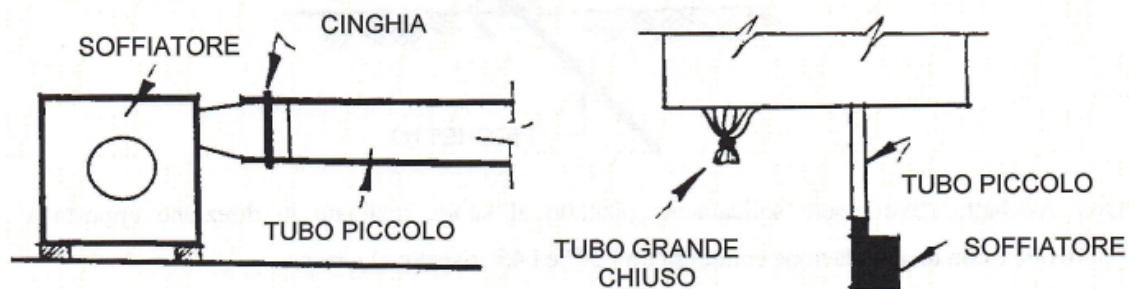 CINGHIA
SOFFIATORE
TUBO PICCOLO
TUBO PICCOLO
TUBO GRANDE
CHIUSO
SOFFIATORE